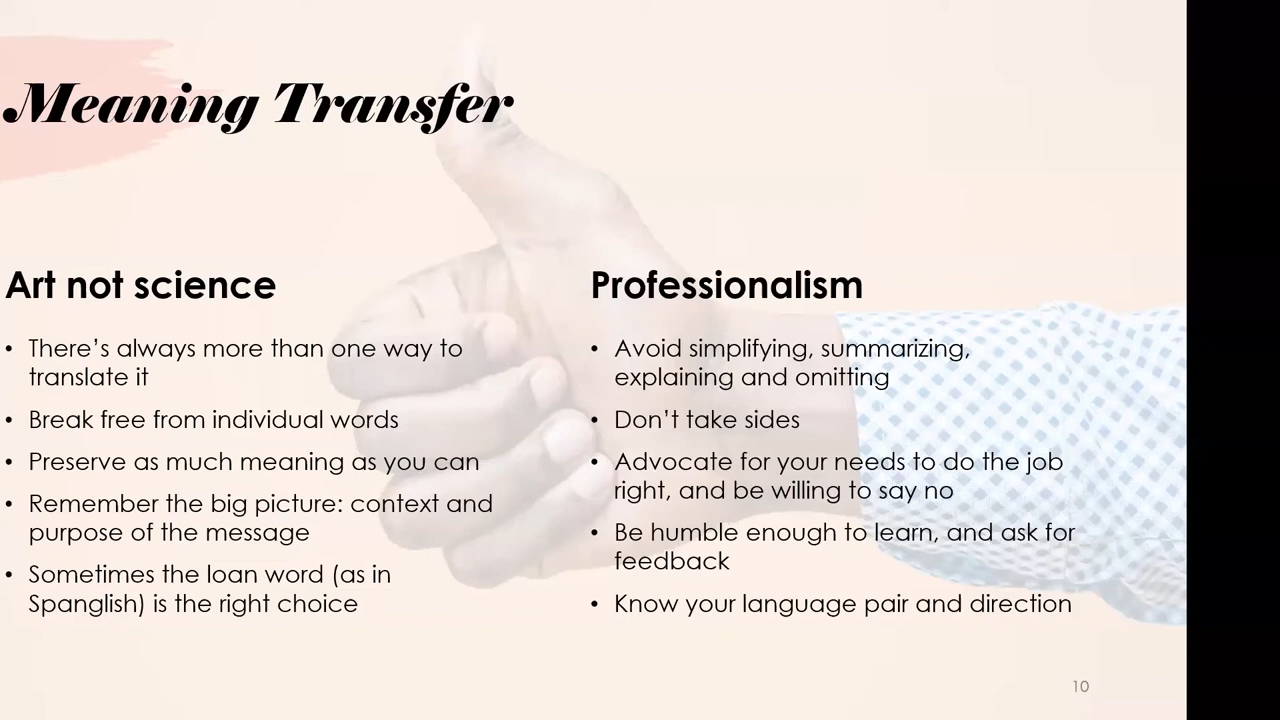 Meaning Transfer
Art not science
• There’s always more than one way to
translate it
• Break free from individual words
• Preserve as much meaning as you can
• Remember the big picture: context and
purpose of the message
• Sometimes the loan word (as in
Spanglish) is the right choice
Professionalism
• Avoid simplifying, summarizing,
explaining and omitting
• Don’t take sides
• Advocate for your needs to do the job
right, and be willing to say no
• Be humble enough to learn, and ask for
feedback
• Know your language pair and direction
10